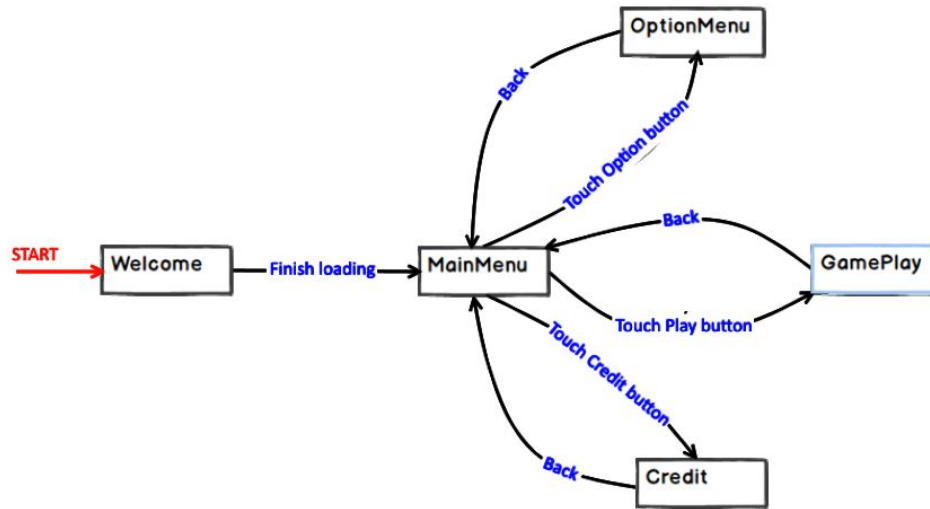 OptionMenu
Back
Touch Option button
START
Welcome
Finish loading
MainMenu
Back
GamePlay
Touch Play button
Touch Credit button
Back
Credit